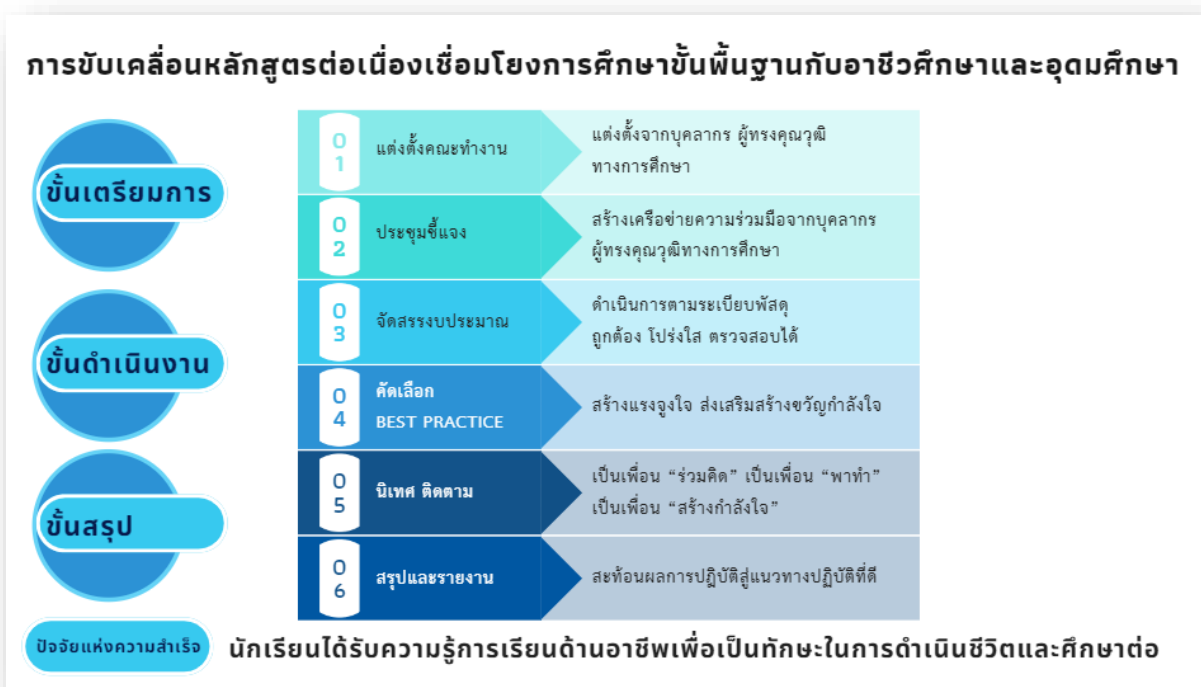 การขับเคลื่อนหลักสูตรต่อเนื่องเชื่อมโยงการศึกษาขั้นพื้นฐานกับอาชีวศึกษาและอุดมศึกษา
ขั้นเตรียมการ
01
แต่งตั้งคณะทำงาน
แต่งตั้งจากบุคลากร ผู้ทรงคุณวุฒิ
ทางการศึกษา
02
ประชุมชี้แจง
สร้างเครือข่ายความร่วมมือจากบุคลากร
ผู้ทรงคุณวุฒิทางการศึกษา
ขั้นดำเนินงาน
03
จัดสรรงบประมาณ
ดำเนินการตามระเบียบพัสดุ
ถูกต้อง โปร่งใส ตรวจสอบได้
04
คัดเลือก
BEST PRACTICE
สร้างแรงจูงใจ ส่งเสริมสร้างขวัญกำลังใจ
ขั้นสรุป
05
นิเทศ ติดตาม
เป็นเพื่อน “ร่วมคิด” เป็นเพื่อน “พาทำ”
เป็นเพื่อน “สร้างกำลังใจ”
06
สรุปและรายงาน
สะท้อนผลการปฏิบัติสู่แนวทางปฏิบัติที่ดี
ปัจจัยแห่งความสำเร็จ
นักเรียนได้รับความรู้การเรียนด้านอาชีพเพื่อเป็นทักษะในการดำเนินชีวิตและศึกษาต่อ